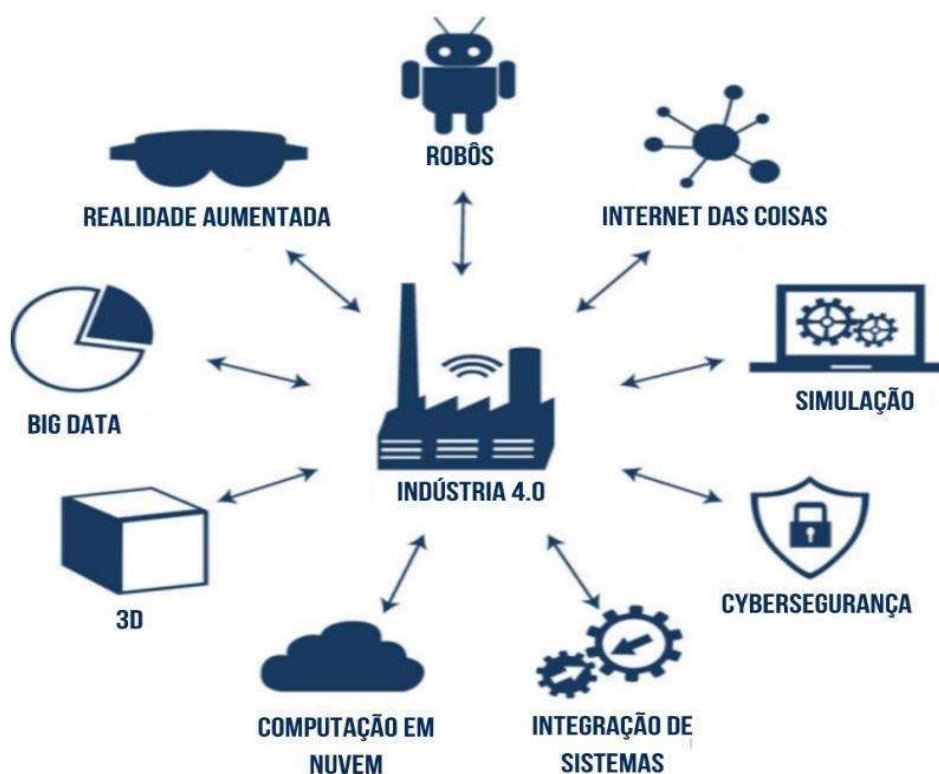 ROBÔS
REALIDADE AUMENTADA
INTERNET DAS COISAS
BIG DATA
SIMULAÇÃO
INDÚSTRIA 4.0
3D
CYBERSEGURANÇA
COMPUTAÇÃO EM
NUVEM
INTEGRAÇÃO DE
SISTEMAS